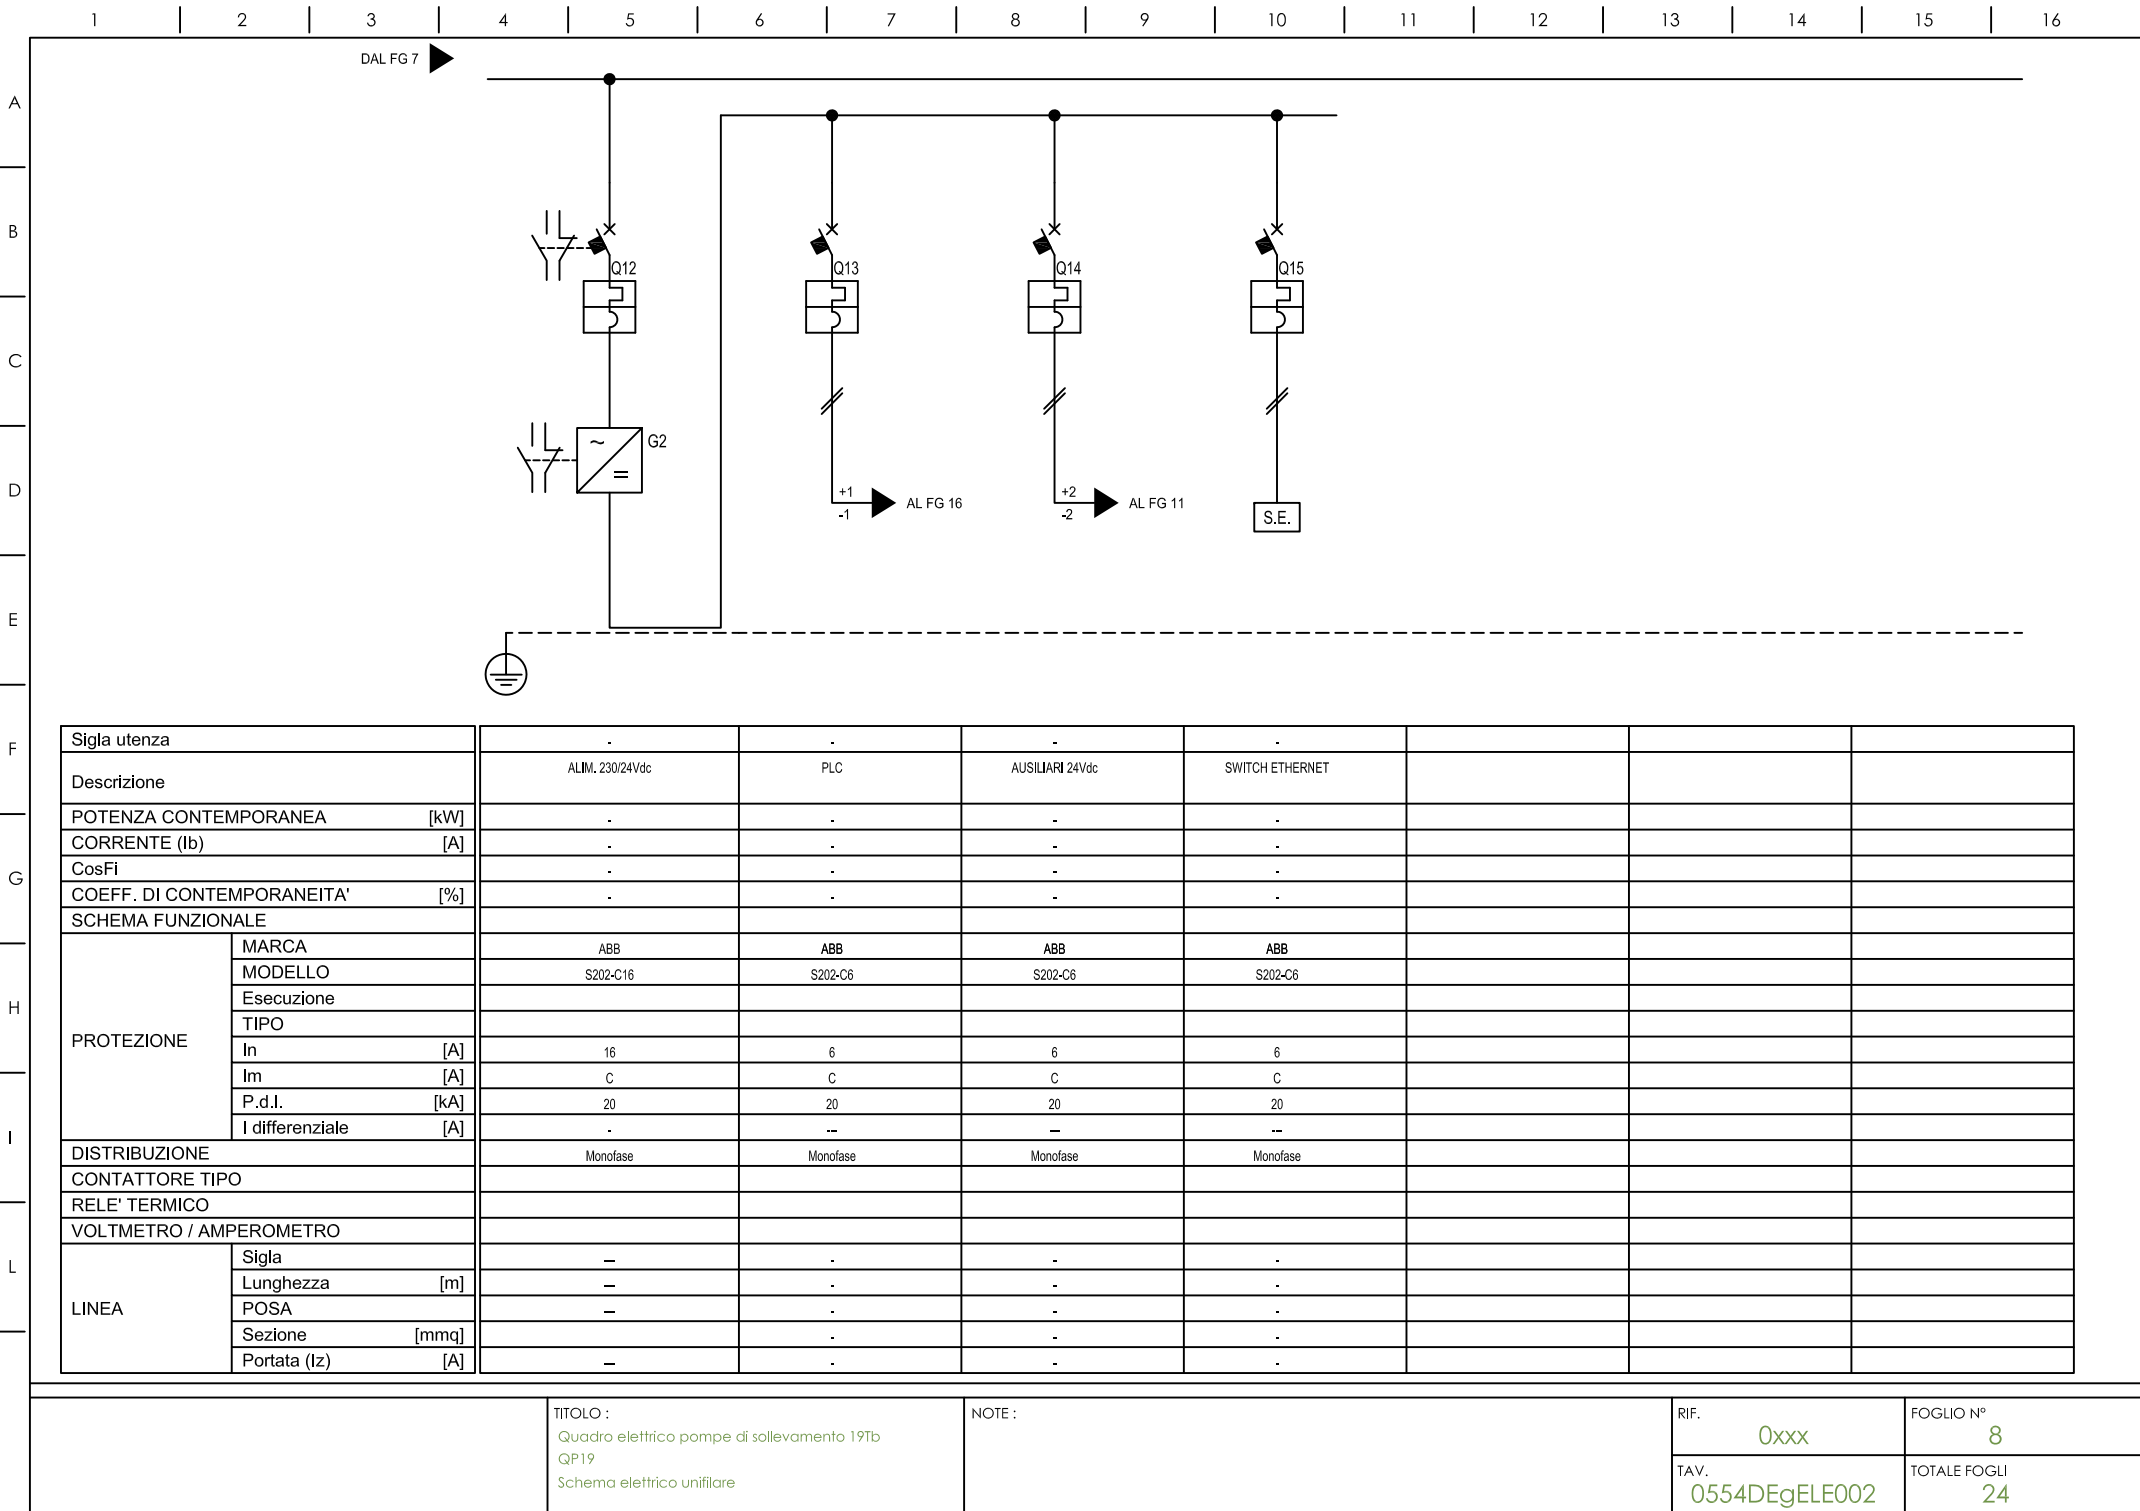 1 2 3 4 5 6 7 8 9 10 11 12 13 14 15 16
DAL FG 7
A
B
Q12 Q13 Q14 Q15
C
~ = G2
D
+1 -1 AL FG 16
+2 -2 AL FG 11
S.E.
E
F
Sigla utenza - - - -
Descrizione ALIM. 230/24Vdc PLC AUSILIARI 24Vdc SWITCH ETHERNET
POTENZA CONTEMPORANEA [kW] - - - -
CORRENTE (Ib) [A] - - - -
G
CosFi - - - -
COEFF. DI CONTEMPORANEITA' [%] - - - -
SCHEMA FUNZIONALE
H
PROTEZIONE
MARCA ABB ABB ABB ABB
MODELLO S202-C16 S202-C6 S202-C6 S202-C6
Esecuzione
TIPO
In [A] 16 6 6 6
Im [A] C C C C
P.d.I. [kA] 20 20 20 20
I
I differenziale [A] - -- -- --
DISTRIBUZIONE Monofase Monofase Monofase Monofase
CONTATTORE TIPO
RELE' TERMICO
VOLTMETRO / AMPEROMETRO
L
LINEA
Sigla -- - - -
Lunghezza [m] -- - - -
POSA -- - - -
Sezione [mmq] - - -
Portata (Iz) [A] -- - - -
TITOLO :
Quadro elettrico pompe di sollevamento 19Tb
QP19
Schema elettrico unifilare
NOTE :
RIF.
0xxx
FOGLIO N°
8
TAV.
0554DEgELE002
TOTALE FOGLI
24